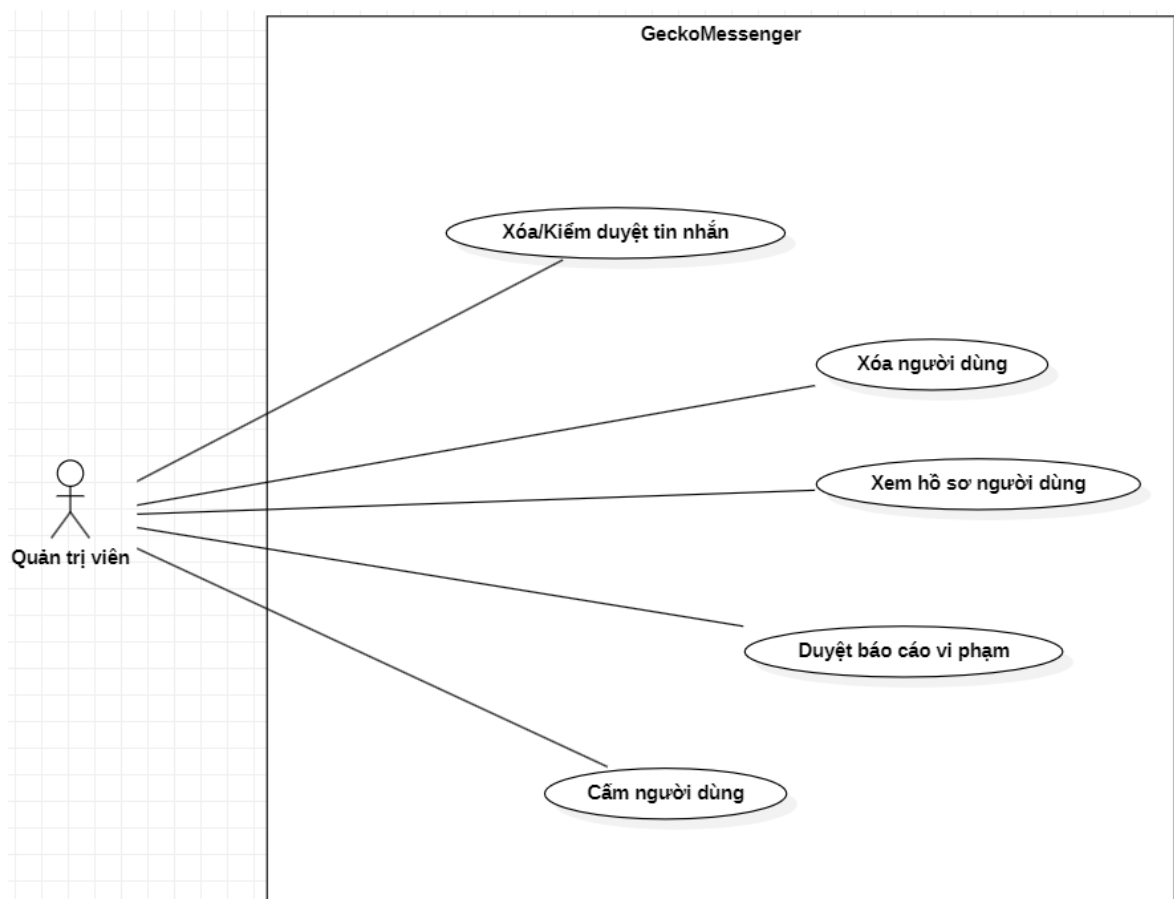 GeckoMessenger
Xóa/Kiểm duyệt tin nhắn
Xóa người dùng
Xem hồ sơ người dùng
Quản trị viên
Duyệt báo cáo vi phạm
Cấm người dùng